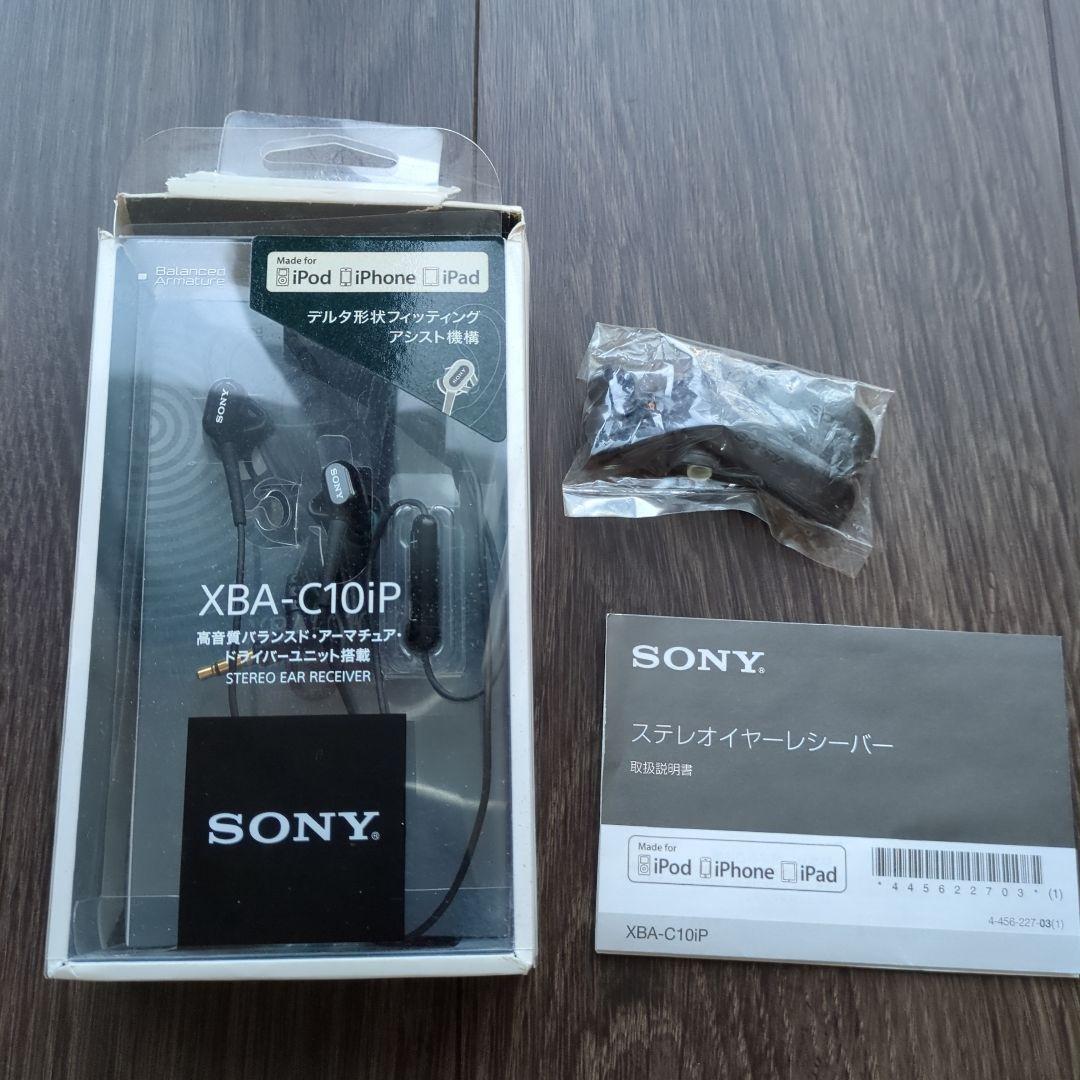 Balanced
Armature
Made for
iPod iPhone iPad
デルタ形状フィッティング
アシスト機構
SONY
SONY
SONY
XBA-C10iP
高音質バランスド・アーマチュア・
ドライバーユニット搭載
STEREO EAR RECEIVER
SONY
SONY
ステレオイヤーレシーバー
取扱説明書
Made for
iPod iPhone iPad
*445622703* (1)
4-456-227-03(1)
XBA-C10iP